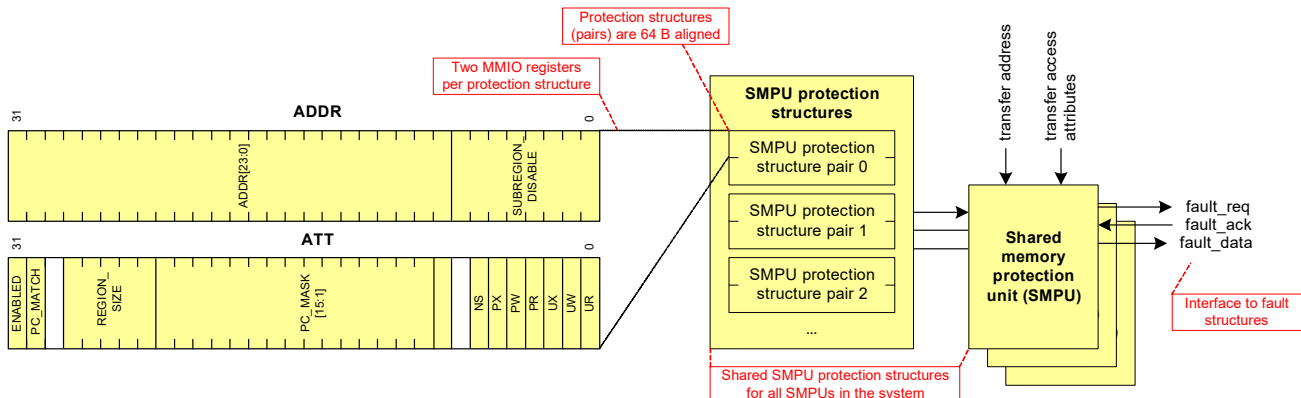 Protection structures
(pairs) are 64 B aligned
Two MMIO registers
per protection structure
31
ADDR
0
ADDR[23:0]
SUBREGION_
DISABLE
31
ATT
0
ENABLED
PC_MATCH
REGION_
SIZE
PC_MASK
[15:1]
NS
PX
PW
PR
UX
UW
UR
SMPU protection
structures
SMPU protection
structure pair 0
SMPU protection
structure pair 1
SMPU protection
structure pair 2
...
Shared SMPU protection structures
for all SMPUs in the system
transfer address
transfer access
attributes
Shared
memory
protection
unit (SMPU)
fault_req
fault_ack
fault_data
Interface to fault
structures